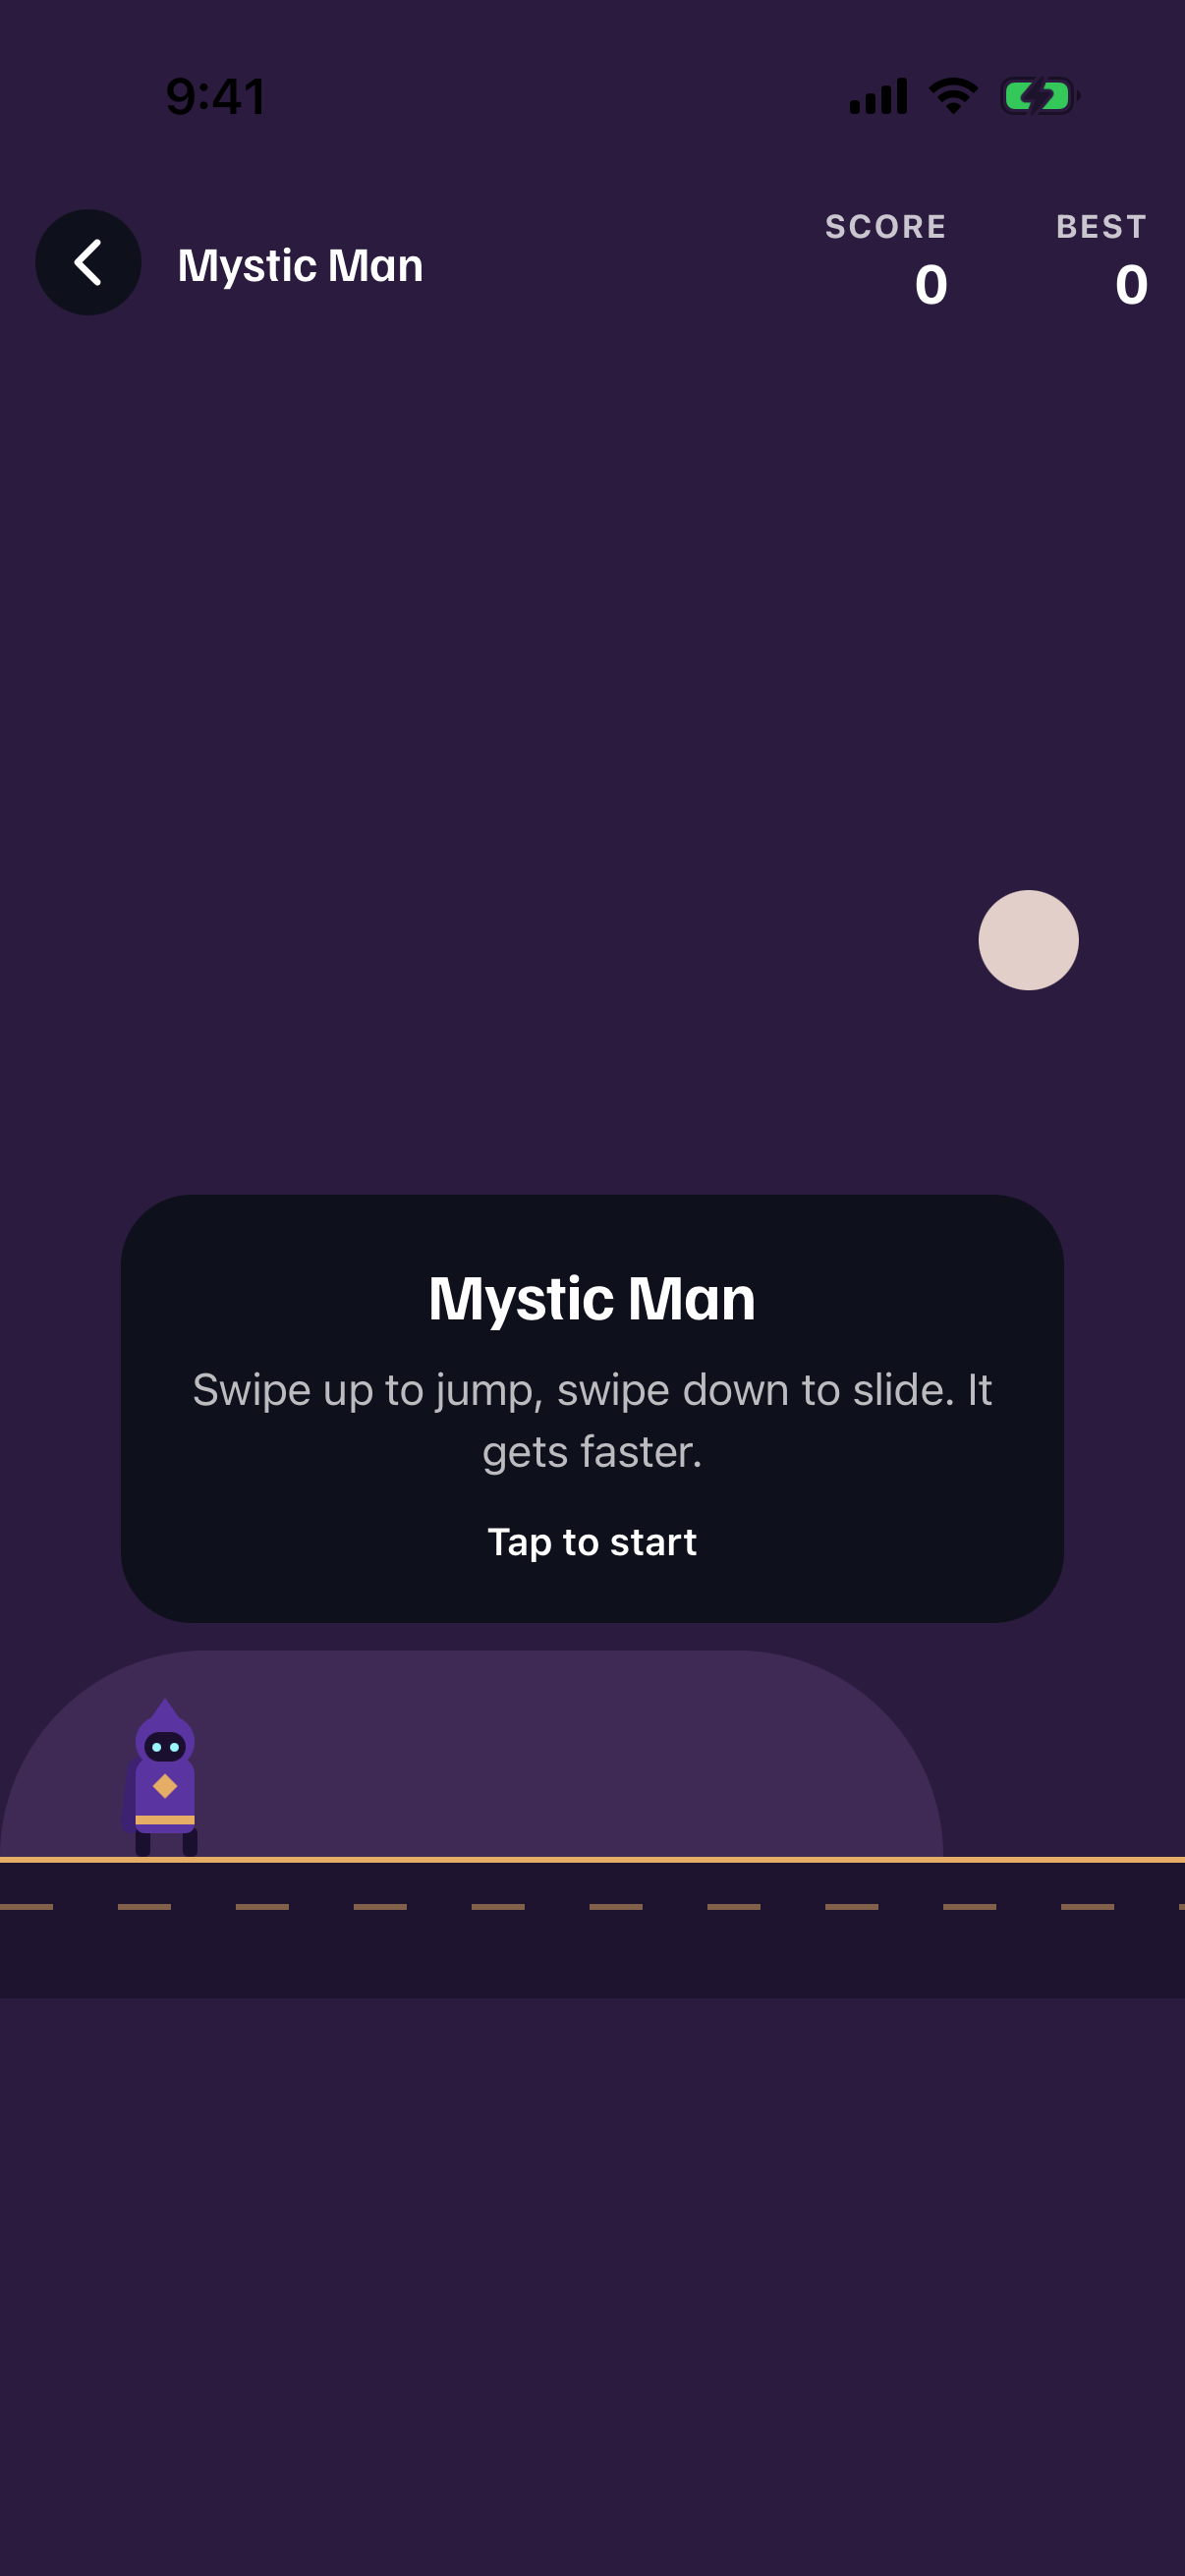 9:41
Mystic Man
SCORE
0
BEST
0
Mystic Man
Swipe up to jump, swipe down to slide. It
gets faster.
Tap to start